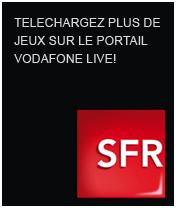 TELECHARGEZ PLUS DE
JEUX SUR LE PORTAIL
VODAFONE LIVE!
SFR